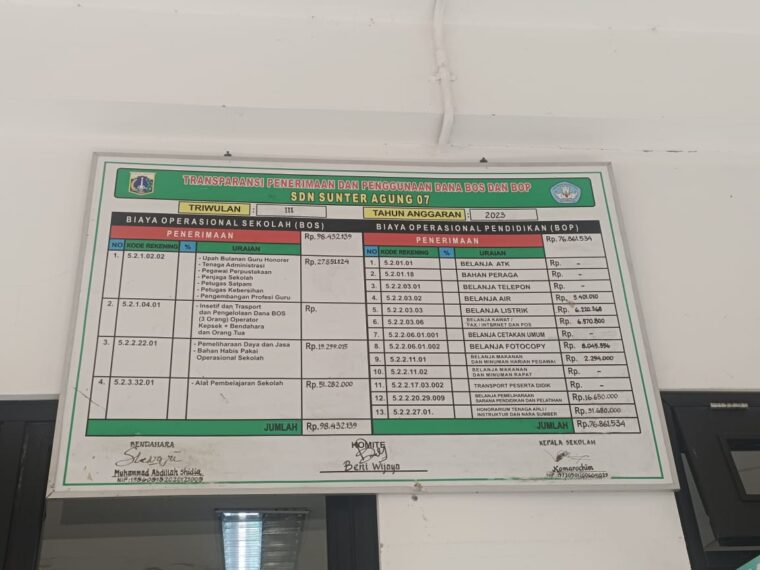 TRANSPARANSI PENERIMAAN DAN PENGGUNAAN DANA BOS DAN BOP
SDN SUNTER AGUNG 07
TRIWULAN : III
TAHUN ANGGARAN : 2023
BIAYA OPERASIONAL SEKOLAH (BOS)
PENERIMAAN Rp. 98.432.139
NO KODE REKENING % URAIAN
1. 5.2.1.02.02 - Upah Bulanan Guru Honorer Rp. 27.851.124
- Tenaga Administrasi
- Pegawai Perpustakaan
- Penjaga Sekolah
- Petugas Satpam
- Petugas Kebersihan
- Pengembangan Profesi Guru
2. 5.2.1.04.01 - Insetif dan Trasport Rp.
dan Pengelolaan Dana BOS
(3 Orang) Operator
Kepsek + Bendahara
dan Orang Tua
3. 5.2.2.22.01 - Pemeliharaan Daya dan Jasa Rp. 19.299.015
- Bahan Habis Pakai
Operasional Sekolah
4. 5.2.3.32.01 - Alat Pembelajaran Sekolah Rp. 51.282.000
JUMLAH Rp. 98.432.139
BIAYA OPERASIONAL PENDIDIKAN (BOP)
PENERIMAAN Rp. 76.861.534
NO KODE REKENING % URAIAN
1. 5.2.01.01 BELANJA ATK Rp. -
2. 5.2.01.18 BAHAN PERAGA Rp. -
3. 5.2.2.03.01 BELANJA TELEPON Rp. -
4. 5.2.2.03.02 BELANJA AIR Rp. 5.401.010
5. 5.2.2.03.03 BELANJA LISTRIK Rp.
6. 5.2.2.03.06 BELANJA KAWAT / Rp. 6.570.800
TAX / INTERNET DAN POS
7. 5.2.2.06.01.001 BELANJA CETAKAN UMUM Rp. -
8. 5.2.2.06.01.002 BELANJA FOTOCOPY Rp.
9. 5.2.2.11.01 BELANJA MAKANAN Rp. 2.294.000
DAN MINUMAN HARIAN PEGAWAI
10. 5.2.2.11.02 BELANJA MAKANAN Rp. -
DAN MINUMAN RAPAT
11. 5.2.2.17.03.002 TRANSPORT PESERTA DIDIK Rp. -
12. 5.2.2.20.29.009 BELANJA PEMELIHARAAN Rp. 16.650.000
SARANA PENDIDIKAN DAN PELATIHAN
13. 5.2.2.27.01. HONORARIUM TENAGA AHLI / Rp. 31.680.000
INSTRUKTUR DAN NARA SUMBER
JUMLAH Rp. 76.861.534
BENDAHARA
Muhammad Abdillah Shidiq
NIP.
KOMITE
Beni Wijaya
KEPALA SEKOLAH
Komarochim
NIP.